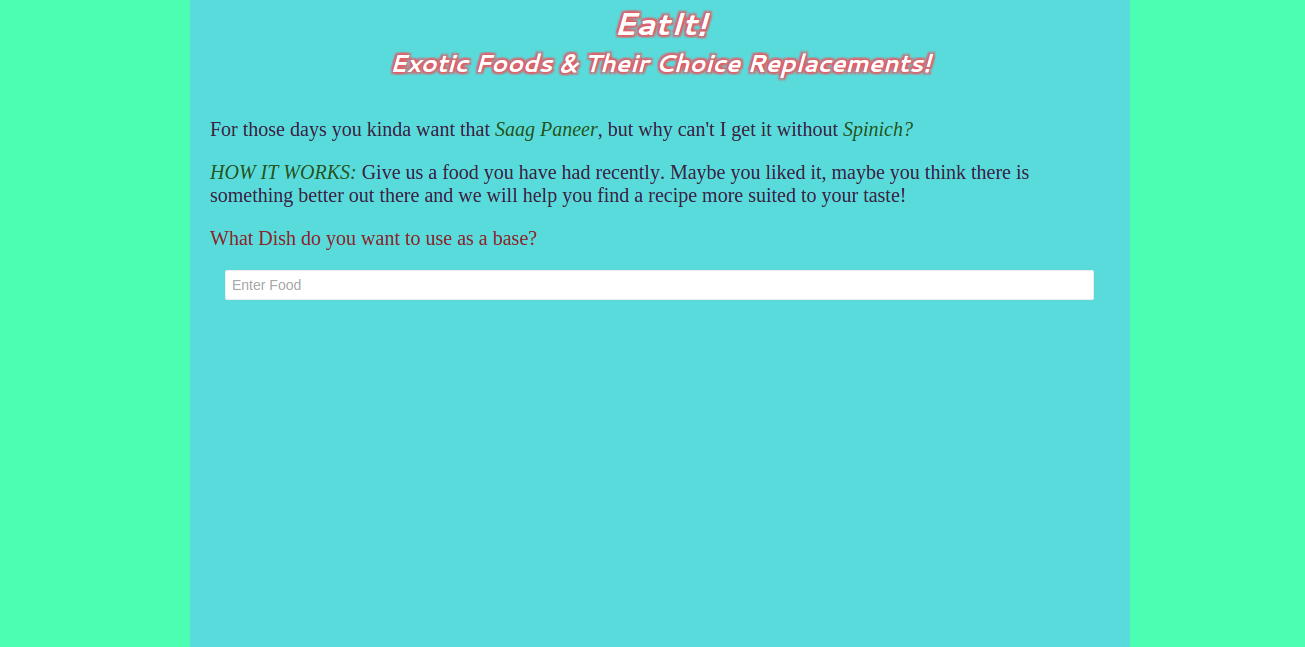 EatIt!
Exotic Foods & Their Choice Replacements!
For those days you kinda want that Saag Paneer, but why can't I get it without Spinich?
HOW IT WORKS: Give us a food you have had recently. Maybe you liked it, maybe you think there is
something better out there and we will help you find a recipe more suited to your taste!
What Dish do you want to use as a base?
Enter Food